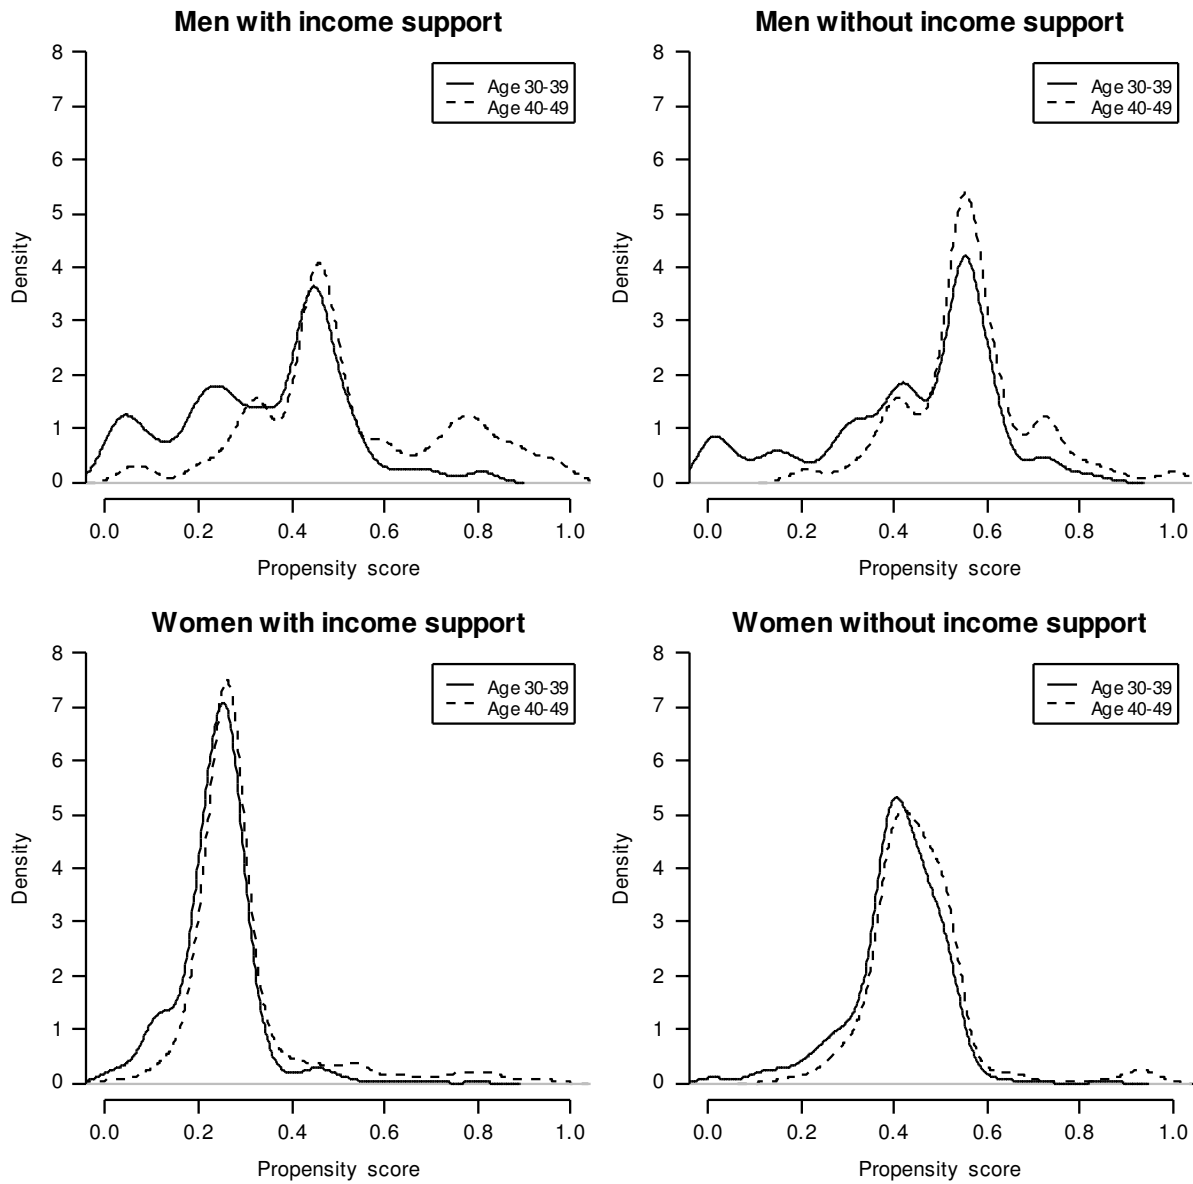 Men with income support
8
7
6
5
4
3
2
1
0
Density
Age 30-39
Age 40-49
0.0 0.2 0.4 0.6 0.8 1.0
Propensity score
Men without income support
8
7
6
5
4
3
2
1
0
Density
Age 30-39
Age 40-49
0.0 0.2 0.4 0.6 0.8 1.0
Propensity score
Women with income support
8
7
6
5
4
3
2
1
0
Density
Age 30-39
Age 40-49
0.0 0.2 0.4 0.6 0.8 1.0
Propensity score
Women without income support
8
7
6
5
4
3
2
1
0
Density
Age 30-39
Age 40-49
0.0 0.2 0.4 0.6 0.8 1.0
Propensity score